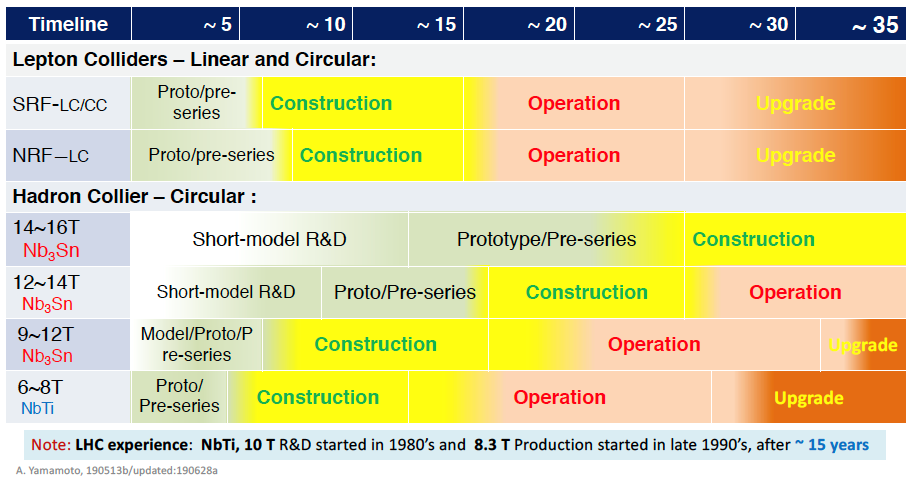 Timeline ~ 5 ~ 10 ~ 15 ~ 20 ~ 25 ~ 30 ~ 35
Lepton Colliders – Linear and Circular:
SRF-LC/CC Proto/pre-series Construction Operation Upgrade
NRF–LC Proto/pre-series Construction Operation Upgrade
Hadron Collier – Circular :
14~16T Nb₃Sn Short-model R&D Prototype/Pre-series Construction
12~14T Nb₃Sn Short-model R&D Proto/Pre-series Construction Operation
9~12T Nb₃Sn Model/Proto/Pre-series Construction Operation Upgrade
6~8T NbTi Proto/Pre-series Construction Operation Upgrade
Note: LHC experience: NbTi, 10 T R&D started in 1980's and 8.3 T Production started in late 1990's, after ~ 15 years
A. Yamamoto, 190513b/updated:190628a